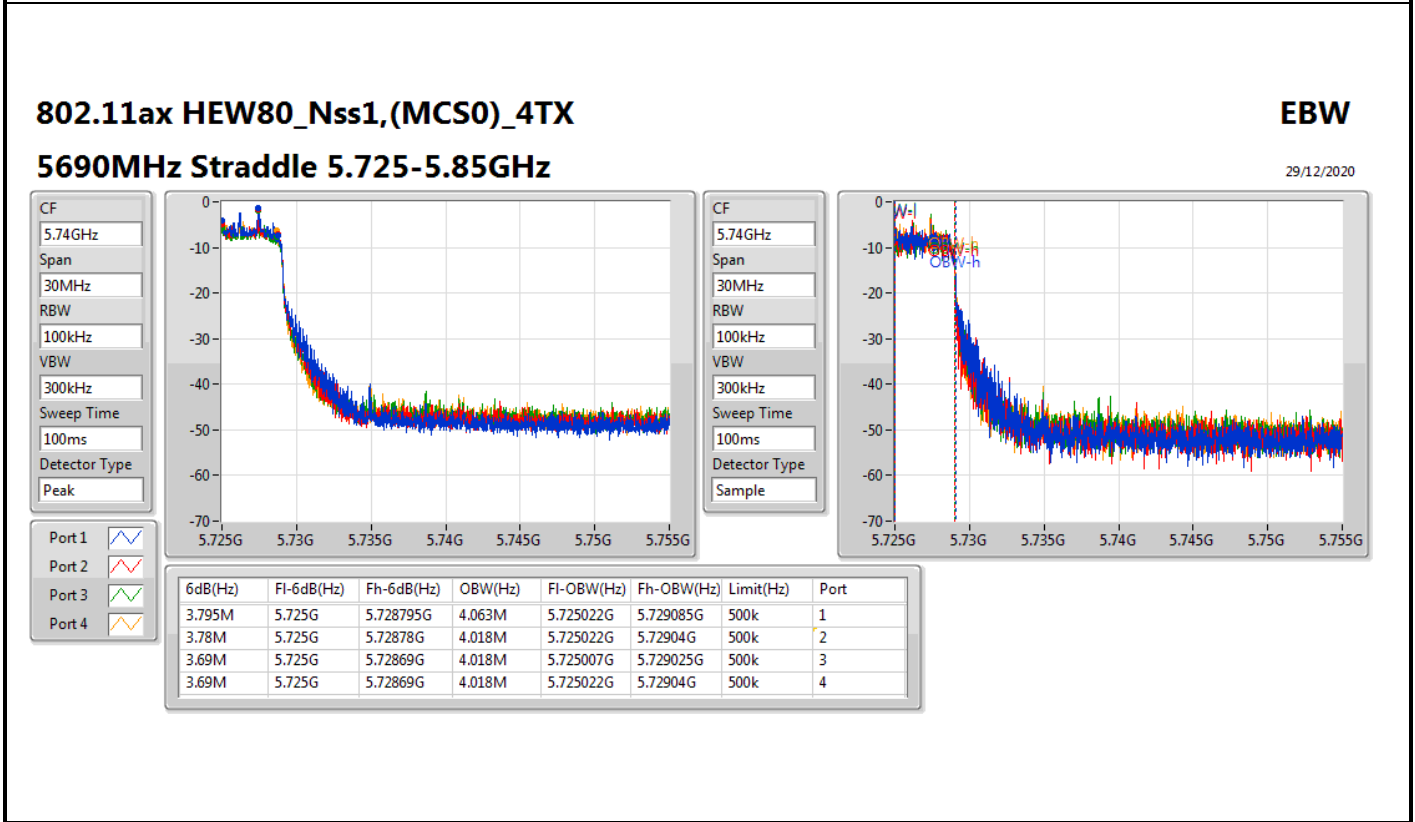 802.11ax HEW80_Nss1,(MCS0)_4TX
EBW
5690MHz Straddle 5.725-5.85GHz
29/12/2020
CF
5.74GHz
Span
30MHz
RBW
100kHz
VBW
300kHz
Sweep Time
100ms
Detector Type
Peak
0
-10
-20
-30
-40
-50
-60
-70
5.725G 5.73G 5.735G 5.74G 5.745G 5.75G 5.755G
CF
5.74GHz
Span
30MHz
RBW
100kHz
VBW
300kHz
Sweep Time
100ms
Detector Type
Sample
0
-10
-20
-30
-40
-50
-60
-70
W-l
OBW-h
5.725G 5.73G 5.735G 5.74G 5.745G 5.75G 5.755G
Port 1
Port 2
Port 3
Port 4
6dB(Hz) Fl-6dB(Hz) Fh-6dB(Hz) OBW(Hz) Fl-OBW(Hz) Fh-OBW(Hz) Limit(Hz) Port
3.795M 5.725G 5.728795G 4.063M 5.725022G 5.729085G 500k 1
3.78M 5.725G 5.72878G 4.018M 5.725022G 5.72904G 500k 2
3.69M 5.725G 5.72869G 4.018M 5.725007G 5.729025G 500k 3
3.69M 5.725G 5.72869G 4.018M 5.725022G 5.72904G 500k 4